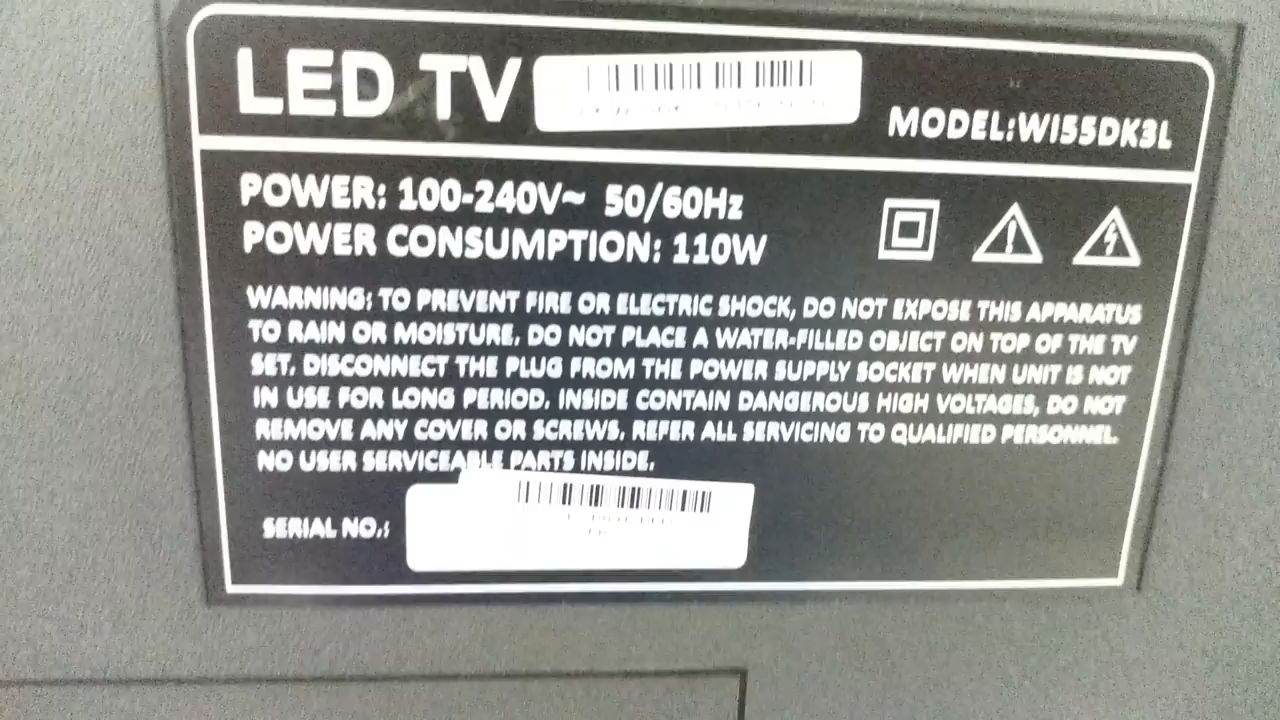 LED TV
MODEL:WI55DK3L
POWER: 100-240V~ 50/60Hz
POWER CONSUMPTION: 110W
WARNING: TO PREVENT FIRE OR ELECTRIC SHOCK, DO NOT EXPOSE THIS APPARATUS
TO RAIN OR MOISTURE. DO NOT PLACE A WATER-FILLED OBJECT ON TOP OF THE TV
SET. DISCONNECT THE PLUG FROM THE POWER SUPPLY SOCKET WHEN UNIT IS NOT
IN USE FOR LONG PERIOD. INSIDE CONTAIN DANGEROUS HIGH VOLTAGES, DO NOT
REMOVE ANY COVER OR SCREWS. REFER ALL SERVICING TO QUALIFIED PERSONNEL.
NO USER SERVICEABLE PARTS INSIDE.
SERIAL NO.: